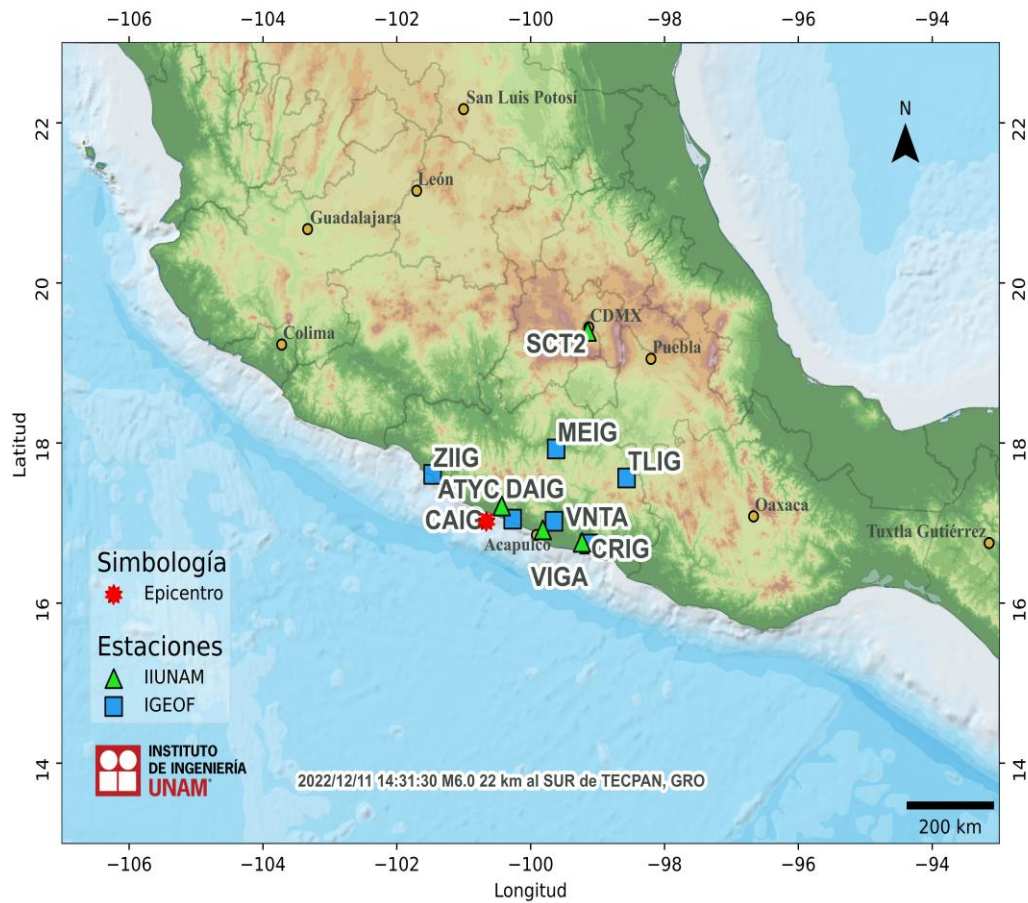 −106 −104 −102 −100 −98 −96 −94
N
San Luis Potosí
22 22
León
Guadalajara
20 20
CDMX
Colima
SCT2
Puebla
Latitud
18 18
MEIG
ZIIG
TLIG
ATYC DAIG
CAIG
VNTA
Oaxaca
Acapulco
CRIG
Tuxtla Gutiérrez
VIGA
Simbología
Epicentro
16 16
Estaciones
IIUNAM
IGEOF
INSTITUTO
DE INGENIERÍA
UNAM
14 14
2022/12/11 14:31:30 M6.0 22 km al SUR de TECPAN, GRO
200 km
−106 −104 −102 −100 −98 −96 −94
Longitud